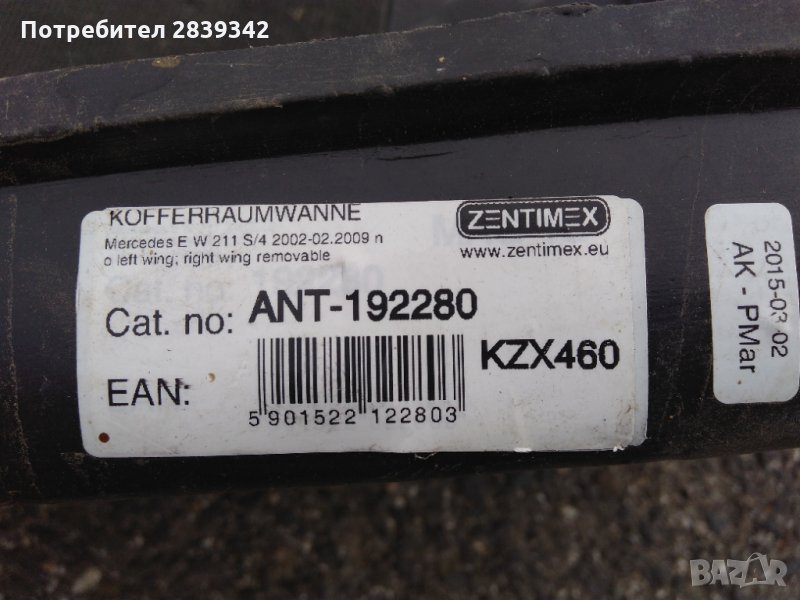 Потребител 2839342
KOFFERRAUMWANNE
ZENTIMEX
Mercedes E W 211 S/4 2002-02.2009 n
o left wing; right wing removable
www.zentimex.eu
Cat. no: ANT-192280
KZX460
EAN:
5 901522 122803
2015-03-02
AK - PMar
BAZAR